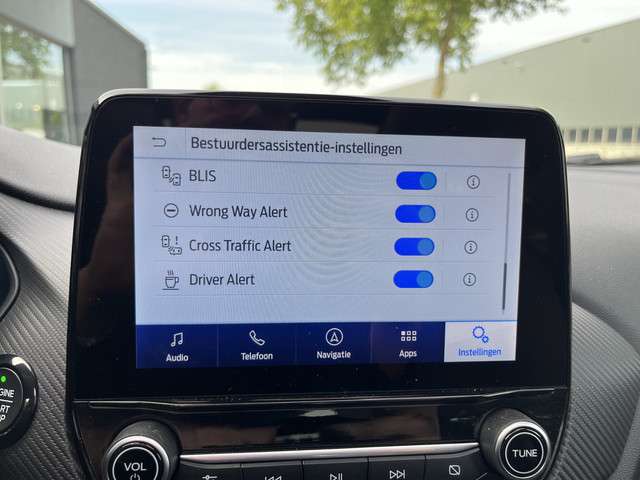 Bestuurdersassistentie-instellingen
BLIS
Wrong Way Alert
Cross Traffic Alert
Driver Alert
Audio
Telefoon
Navigatie
Apps
Instellingen
VOL
TUNE